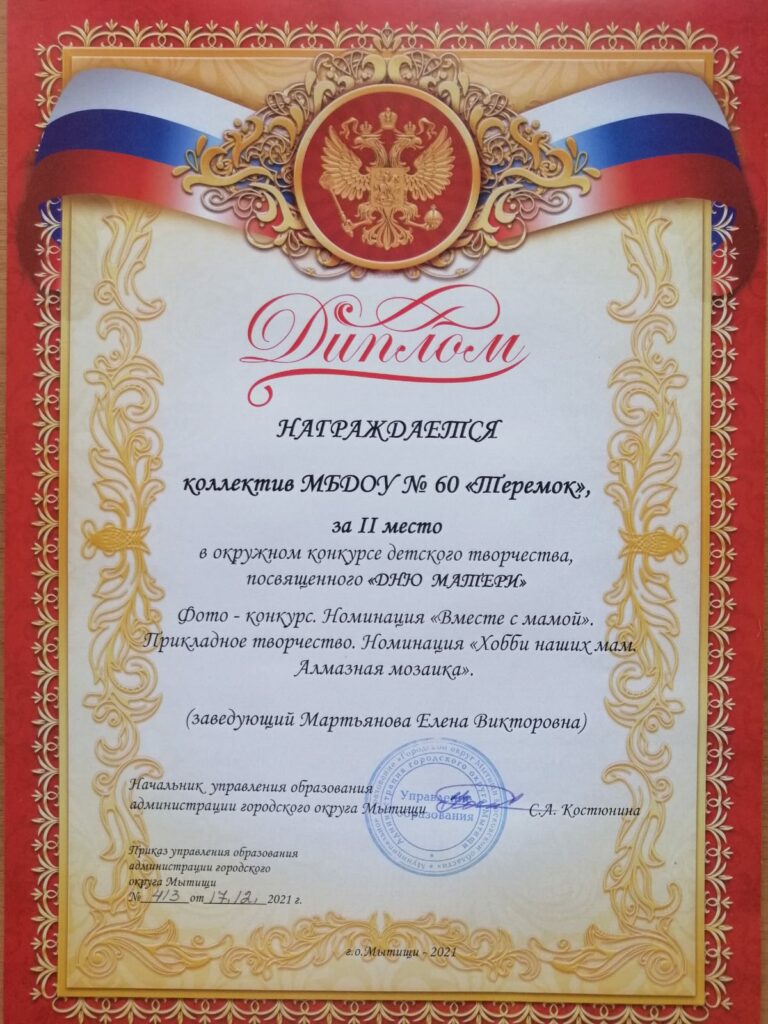 Диплом
НАГРАЖДАЕТСЯ
коллектив МБДОУ № 60 «Теремок»,
за II место
в окружном конкурсе детского творчества,
посвященного «ДНЮ МАТЕРИ»
Фото - конкурс. Номинация «Вместе с мамой».
Прикладное творчество. Номинация «Хобби наших мам.
Алмазная мозаика».
(заведующий Мартьянова Елена Викторовна)
Начальник управления образования
администрации городского округа Мытищи С.А. Костюнина
Управление
образования
Приказ управления образования
администрации городского
округа Мытищи
№ 413 от 17.12. 2021 г.
г.о.Мытищи - 2021